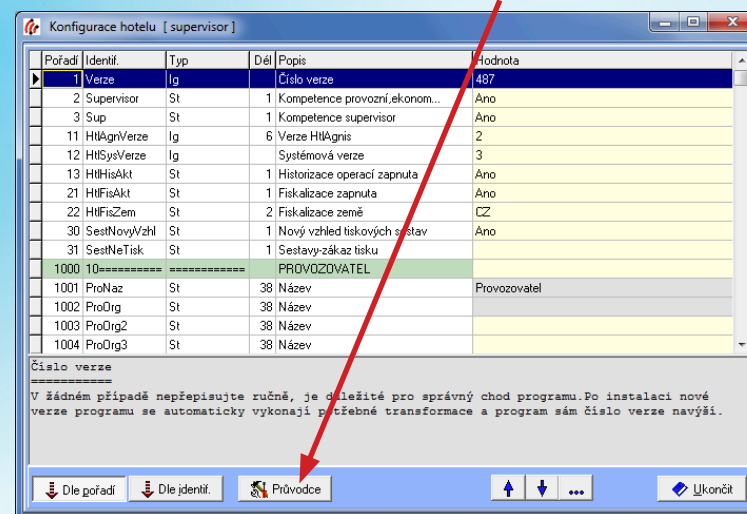 Konfigurace hotelu [ supervisor ]
Pořadí Identif. Typ Dél Popis Hodnota
1 Verze Ig Číslo verze 487
2 Supervisor St 1 Kompetence provozní,ekonom... Ano
3 Sup St 1 Kompetence supervisor Ano
11 HtlAgnVerze Ig 6 Verze HtlAgnis 2
12 HtlSysVerze Ig Systémová verze 3
13 HtlHisAkt St 1 Historizace operací zapnuta Ano
21 HtlFisAkt St 1 Fiskalizace zapnuta Ano
22 HtlFisZem St 2 Fiskalizace země CZ
30 SestNovyVzhl St 1 Nový vzhled tiskových sestav Ano
31 SestNeTisk St 1 Sestavy-zákaz tisku
1000 10========== ============ PROVOZOVATEL
1001 ProNaz St 38 Název Provozovatel
1002 ProOrg St 38 Název
1003 ProOrg2 St 38 Název
1004 ProOrg3 St 38 Název
Číslo verze
===========
V žádném případě nepřepisujte ručně, je důležité pro správný chod programu.Po instalaci nové
verze programu se automaticky vykonají potřebné transformace a program sám číslo verze navýší.
Dle pořadí Dle identif. Průvodce ... Ukončit